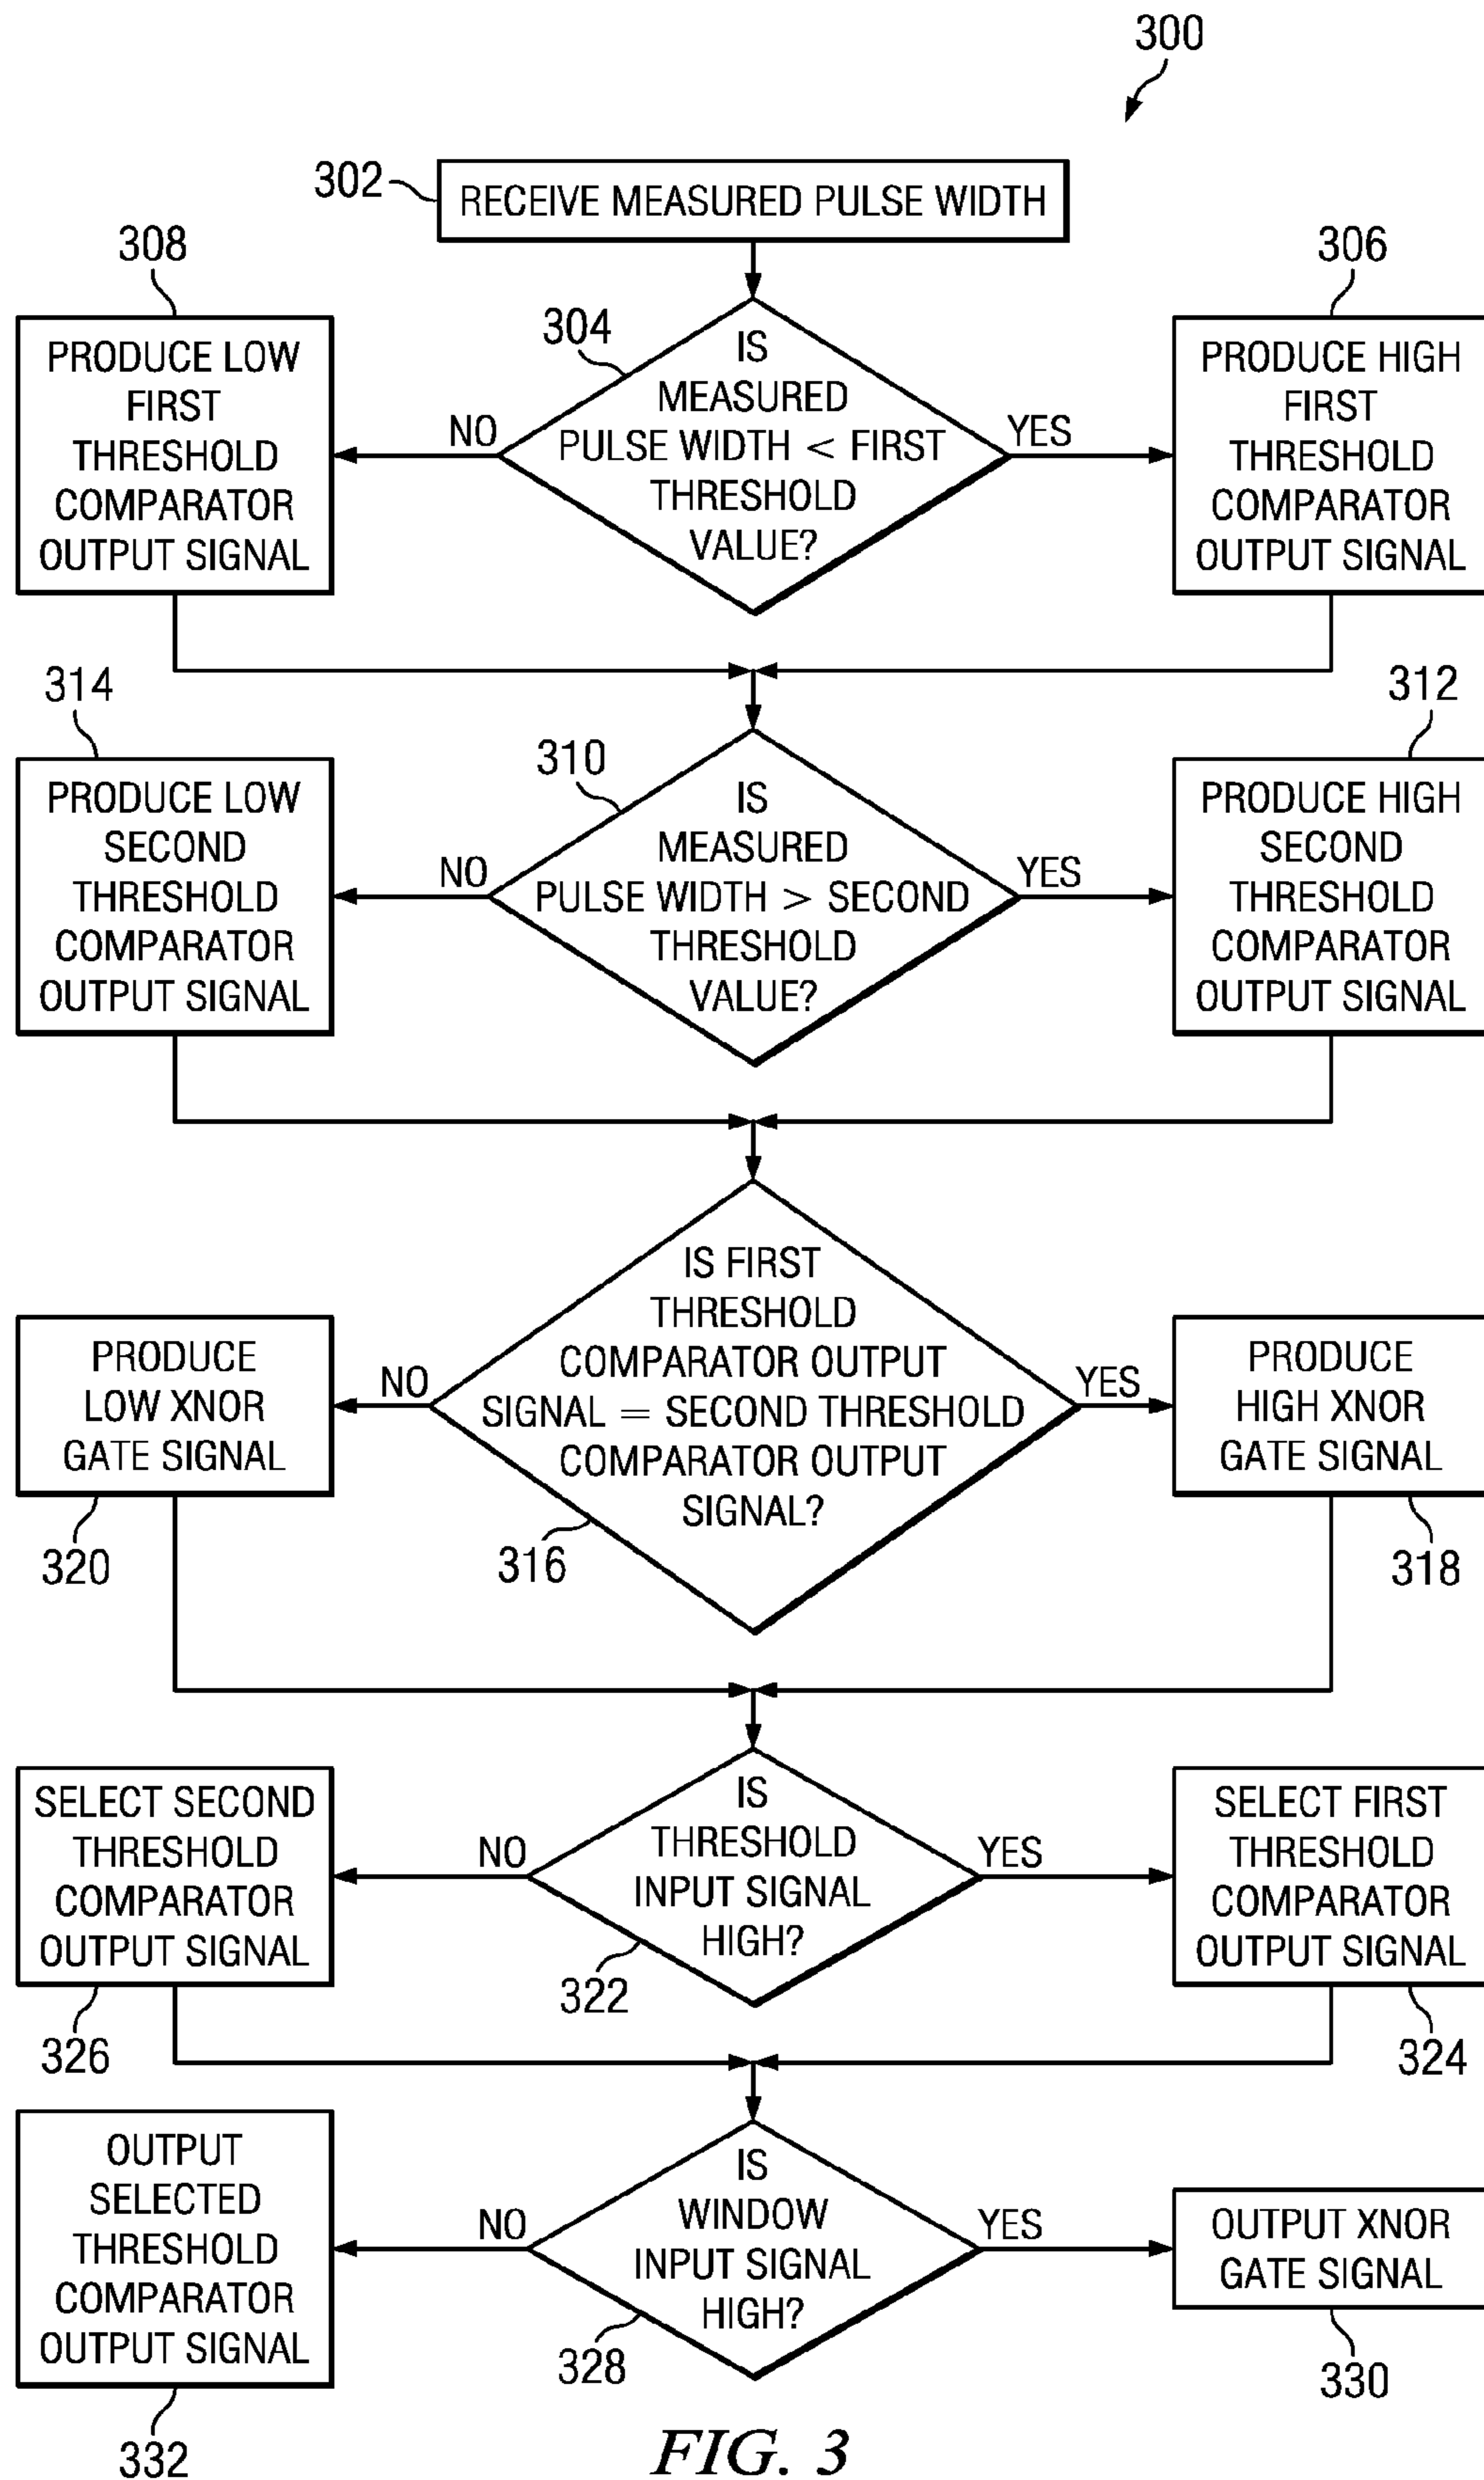 300
302
RECEIVE MEASURED PULSE WIDTH
308
PRODUCE LOW
FIRST
THRESHOLD
COMPARATOR
OUTPUT SIGNAL
304
IS
MEASURED
PULSE WIDTH < FIRST
THRESHOLD
VALUE?
NO
YES
306
PRODUCE HIGH
FIRST
THRESHOLD
COMPARATOR
OUTPUT SIGNAL
314
PRODUCE LOW
SECOND
THRESHOLD
COMPARATOR
OUTPUT SIGNAL
310
IS
MEASURED
PULSE WIDTH > SECOND
THRESHOLD
VALUE?
NO
YES
312
PRODUCE HIGH
SECOND
THRESHOLD
COMPARATOR
OUTPUT SIGNAL
PRODUCE
LOW XNOR
GATE SIGNAL
320
NO
IS FIRST
THRESHOLD
COMPARATOR OUTPUT
SIGNAL = SECOND THRESHOLD
COMPARATOR OUTPUT
SIGNAL?
316
YES
PRODUCE
HIGH XNOR
GATE SIGNAL
318
SELECT SECOND
THRESHOLD
COMPARATOR
OUTPUT SIGNAL
326
NO
IS
THRESHOLD
INPUT SIGNAL
HIGH?
322
YES
SELECT FIRST
THRESHOLD
COMPARATOR
OUTPUT SIGNAL
324
OUTPUT
SELECTED
THRESHOLD
COMPARATOR
OUTPUT SIGNAL
332
NO
IS
WINDOW
INPUT SIGNAL
HIGH?
328
YES
OUTPUT XNOR
GATE SIGNAL
330
FIG. 3